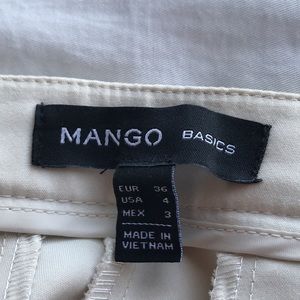 MANGO BASICS
EUR 36
USA 4
MEX 3
MADE IN
VIETNAM